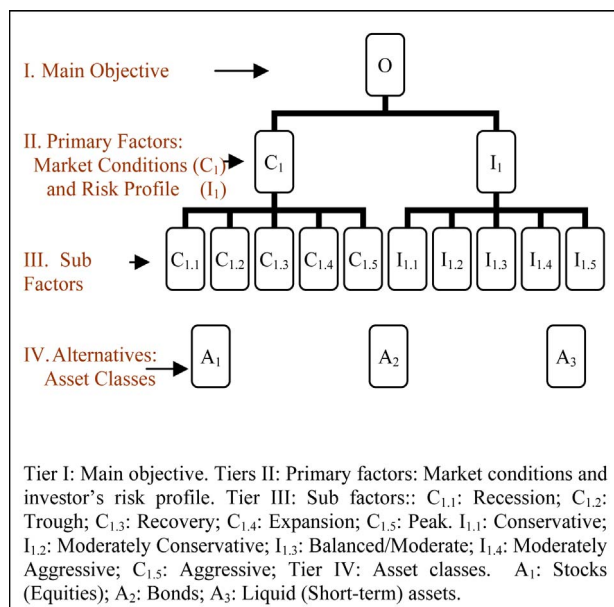 I. Main Objective
O
II. Primary Factors:
Market Conditions (C1)
and Risk Profile (I1)
C1
I1
III. Sub
Factors
C1.1 C1.2 C1.3 C1.4 C1.5 I1.1 I1.2 I1.3 I1.4 I1.5
IV. Alternatives:
Asset Classes
A1
A2
A3
Tier I: Main objective. Tiers II: Primary factors: Market conditions and
investor's risk profile. Tier III: Sub factors:: C1.1: Recession; C1.2:
Trough; C1.3: Recovery; C1.4: Expansion; C1.5: Peak. I1.1: Conservative;
I1.2: Moderately Conservative; I1.3: Balanced/Moderate; I1.4: Moderately
Aggressive; C1.5: Aggressive; Tier IV: Asset classes. A1: Stocks
(Equities); A2: Bonds; A3: Liquid (Short-term) assets.